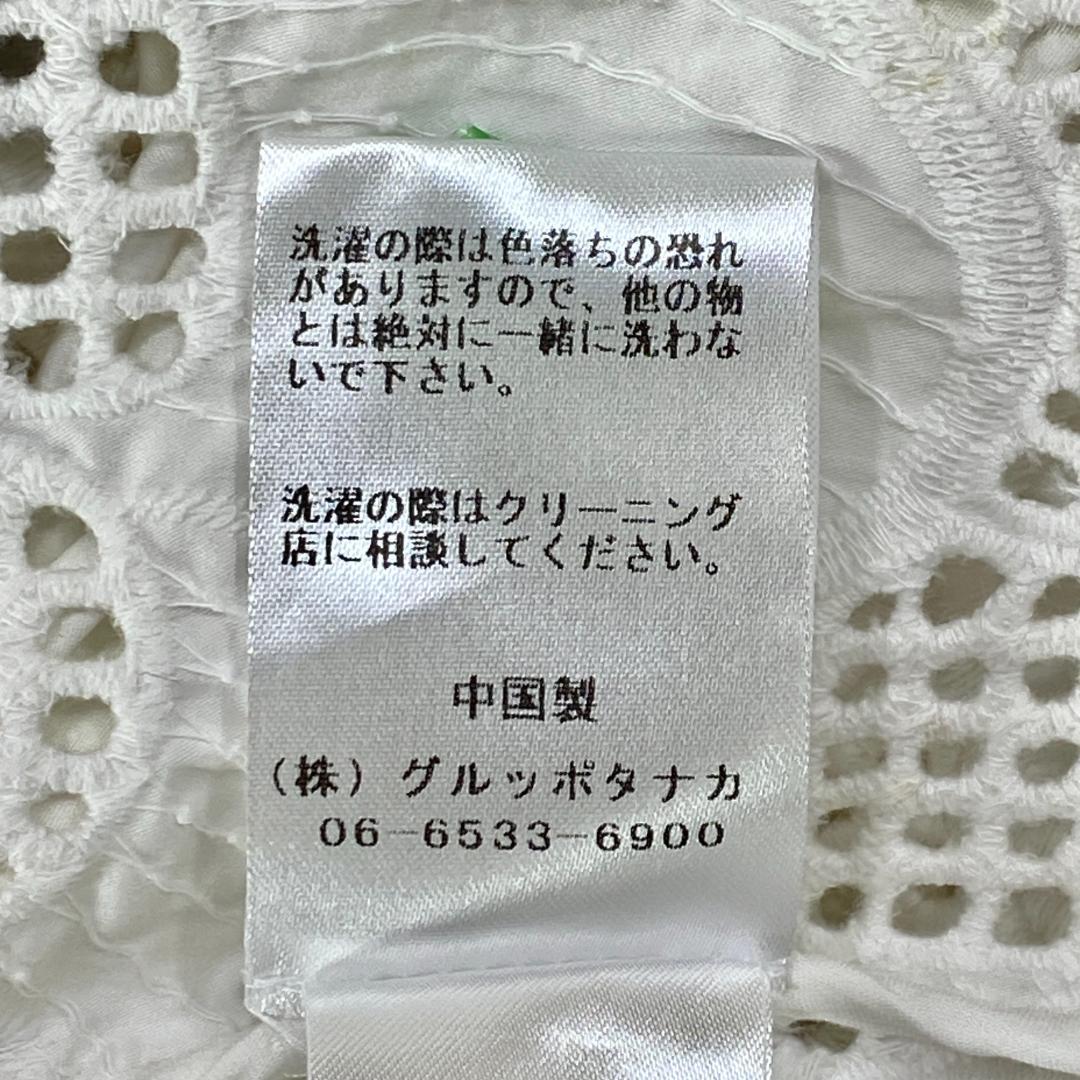 洗濯の際は色落ちの恐れ
がありますので、他の物
とは絶対に一緒に洗わな
いで下さい。
洗濯の際はクリーニング
店に相談してください。
中国製
（株）グルッポタナカ
06-6533-6900